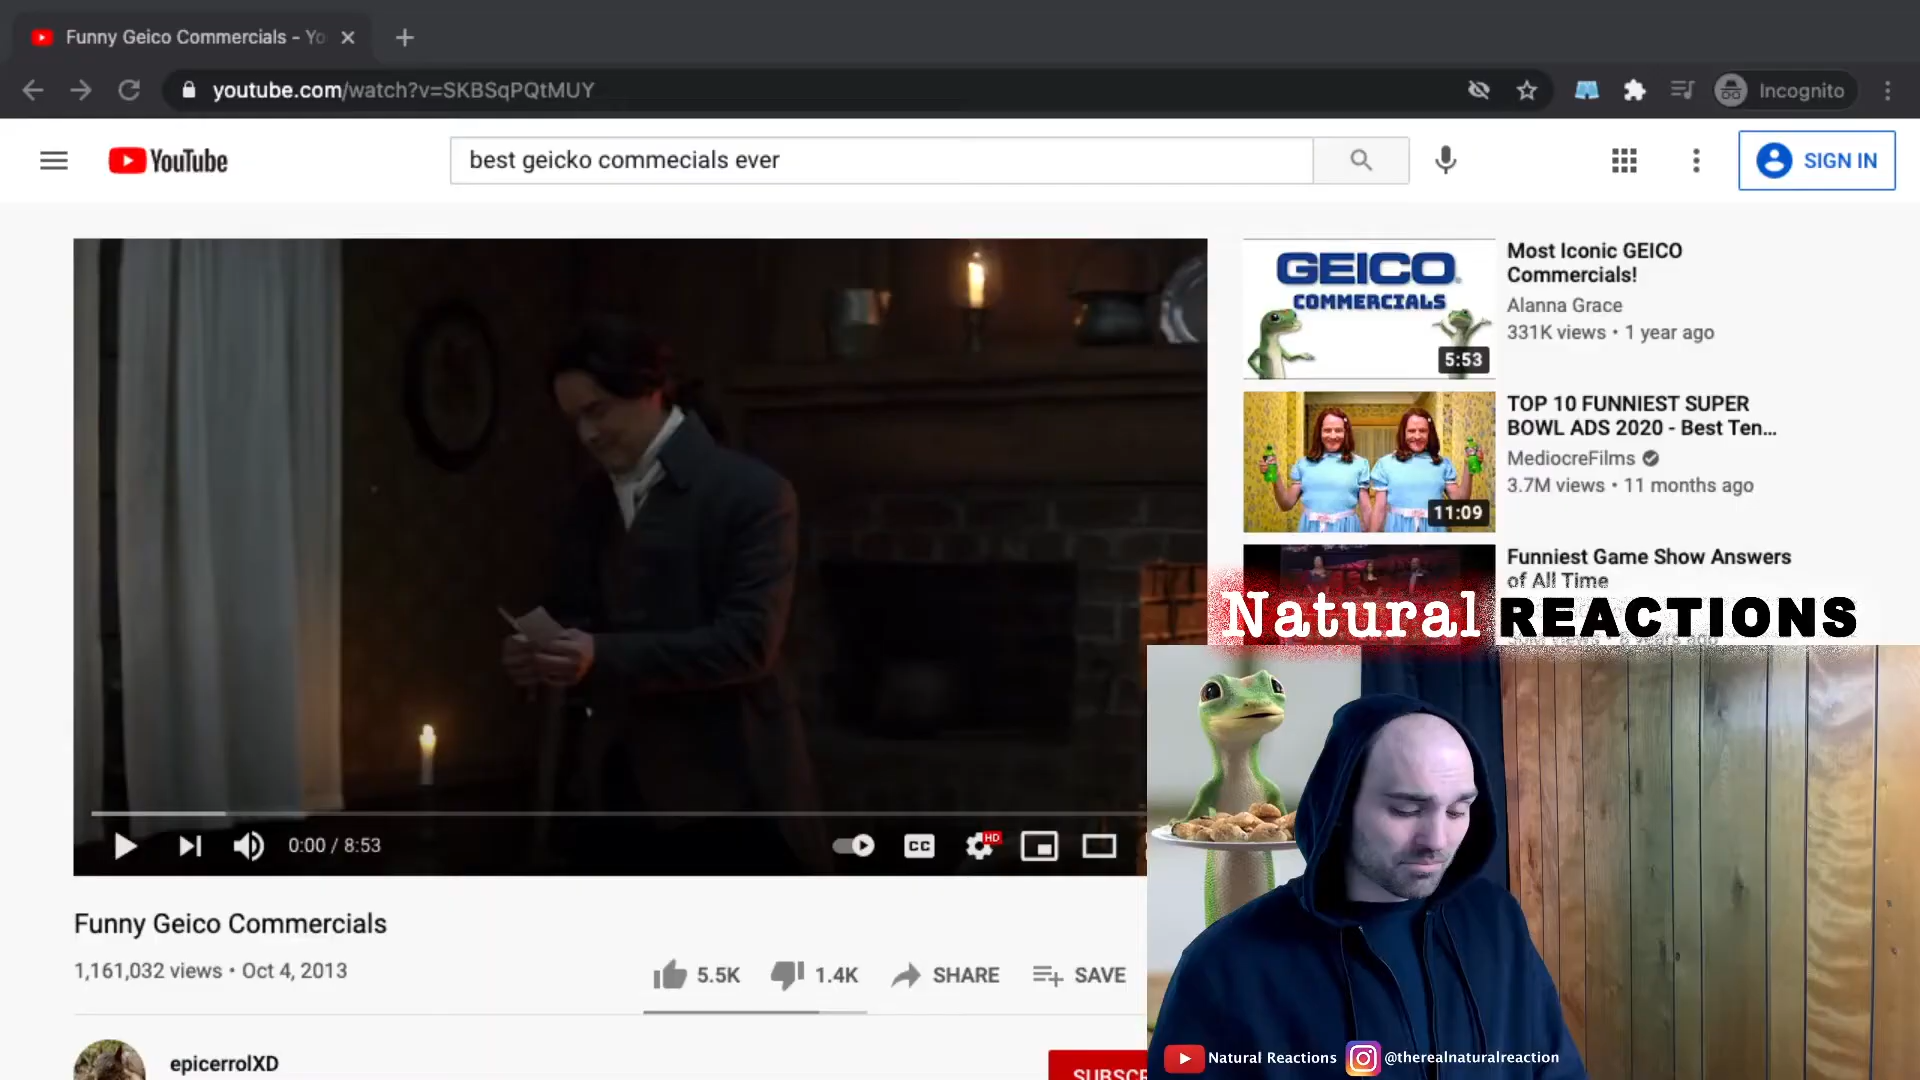 Funny Geico Commercials - Yo
youtube.com/watch?v=SKBSqPQtMUY
Incognito
YouTube
best geicko commecials ever
SIGN IN
GEICO
COMMERCIALS
5:53
Most Iconic GEICO
Commercials!
Alanna Grace
331K views • 1 year ago
11:09
TOP 10 FUNNIEST SUPER
BOWL ADS 2020 - Best Ten...
MediocreFilms
3.7M views • 11 months ago
Funniest Game Show Answers
of All Time
Natural REACTIONS
0:00 / 8:53
CC
HD
Funny Geico Commercials
1,161,032 views • Oct 4, 2013
5.5K
1.4K
SHARE
SAVE
epicerrolXD
SUBSCR
Natural Reactions
@therealnaturalreaction